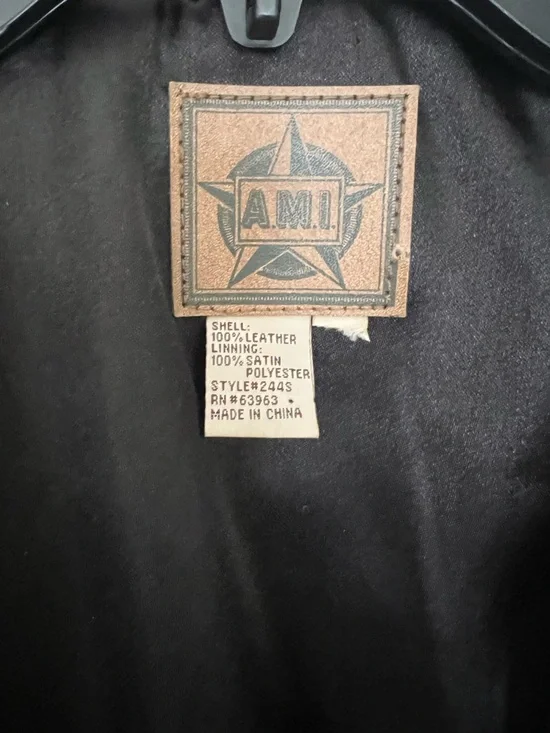 A.M.I.
SHELL:
100% LEATHER
LINNING:
100% SATIN
POLYESTER
STYLE#244S
RN#63963
MADE IN CHINA